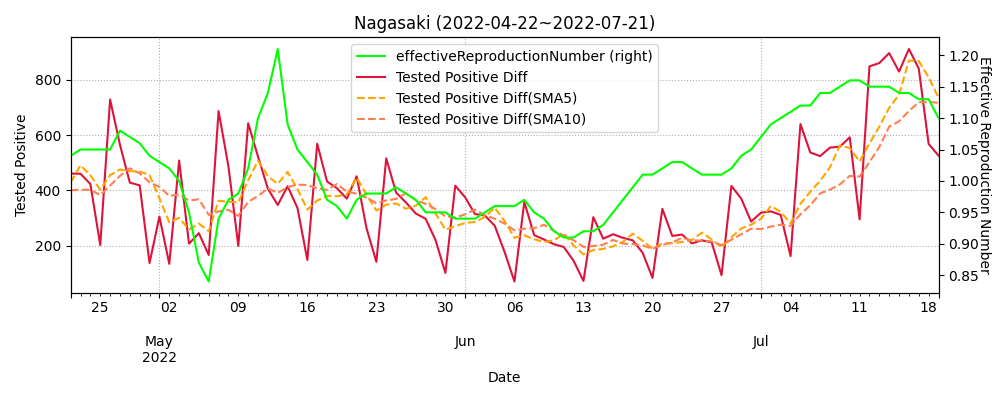 Nagasaki (2022-04-22~2022-07-21)
effectiveReproductionNumber (right)
Tested Positive Diff
Tested Positive Diff(SMA5)
Tested Positive Diff(SMA10)
Tested Positive
800
600
400
200
1.20
1.15
1.10
1.05
1.00
0.95
0.90
0.85
Effective Reproduction Number
25 02 09 16 23 30 06 13 20 27 04 11 18
May Jun Jul
2022
Date